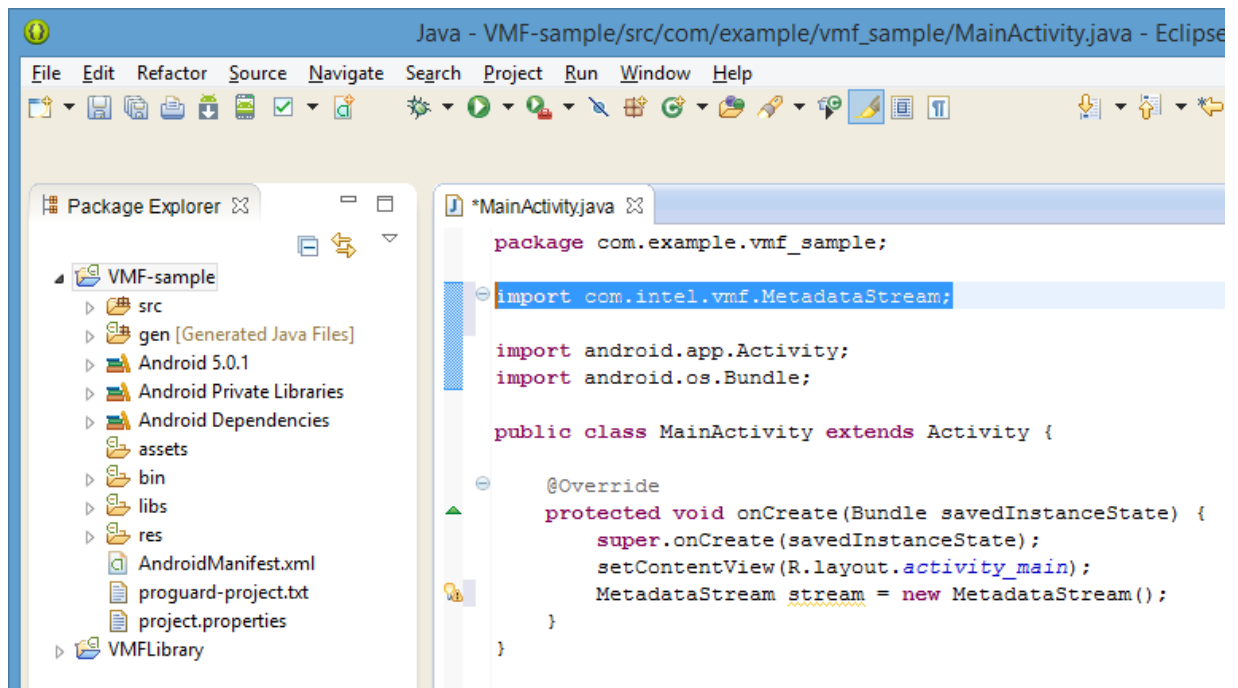 Java - VMF-sample/src/com/example/vmf_sample/MainActivity.java - Eclipse
File Edit Refactor Source Navigate Search Project Run Window Help
Package Explorer
VMF-sample
src
gen [Generated Java Files]
Android 5.0.1
Android Private Libraries
Android Dependencies
assets
bin
libs
res
AndroidManifest.xml
proguard-project.txt
project.properties
VMFLibrary
*MainActivity.java
package com.example.vmf_sample;
import com.intel.vmf.MetadataStream;
import android.app.Activity;
import android.os.Bundle;
public class MainActivity extends Activity {
@Override
protected void onCreate(Bundle savedInstanceState) {
super.onCreate(savedInstanceState);
setContentView(R.layout.activity_main);
MetadataStream stream = new MetadataStream();
}
}